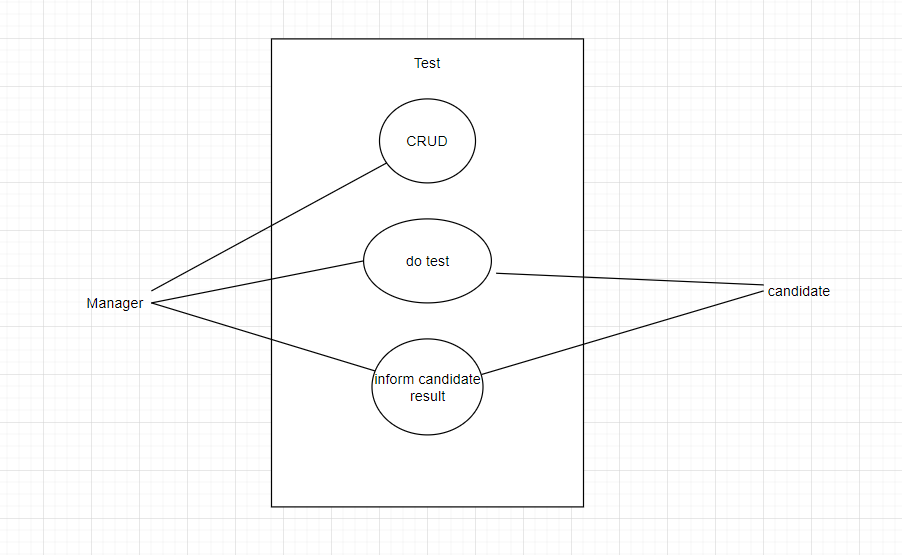 Test
CRUD
do test
Manager
candidate
inform candidate
result